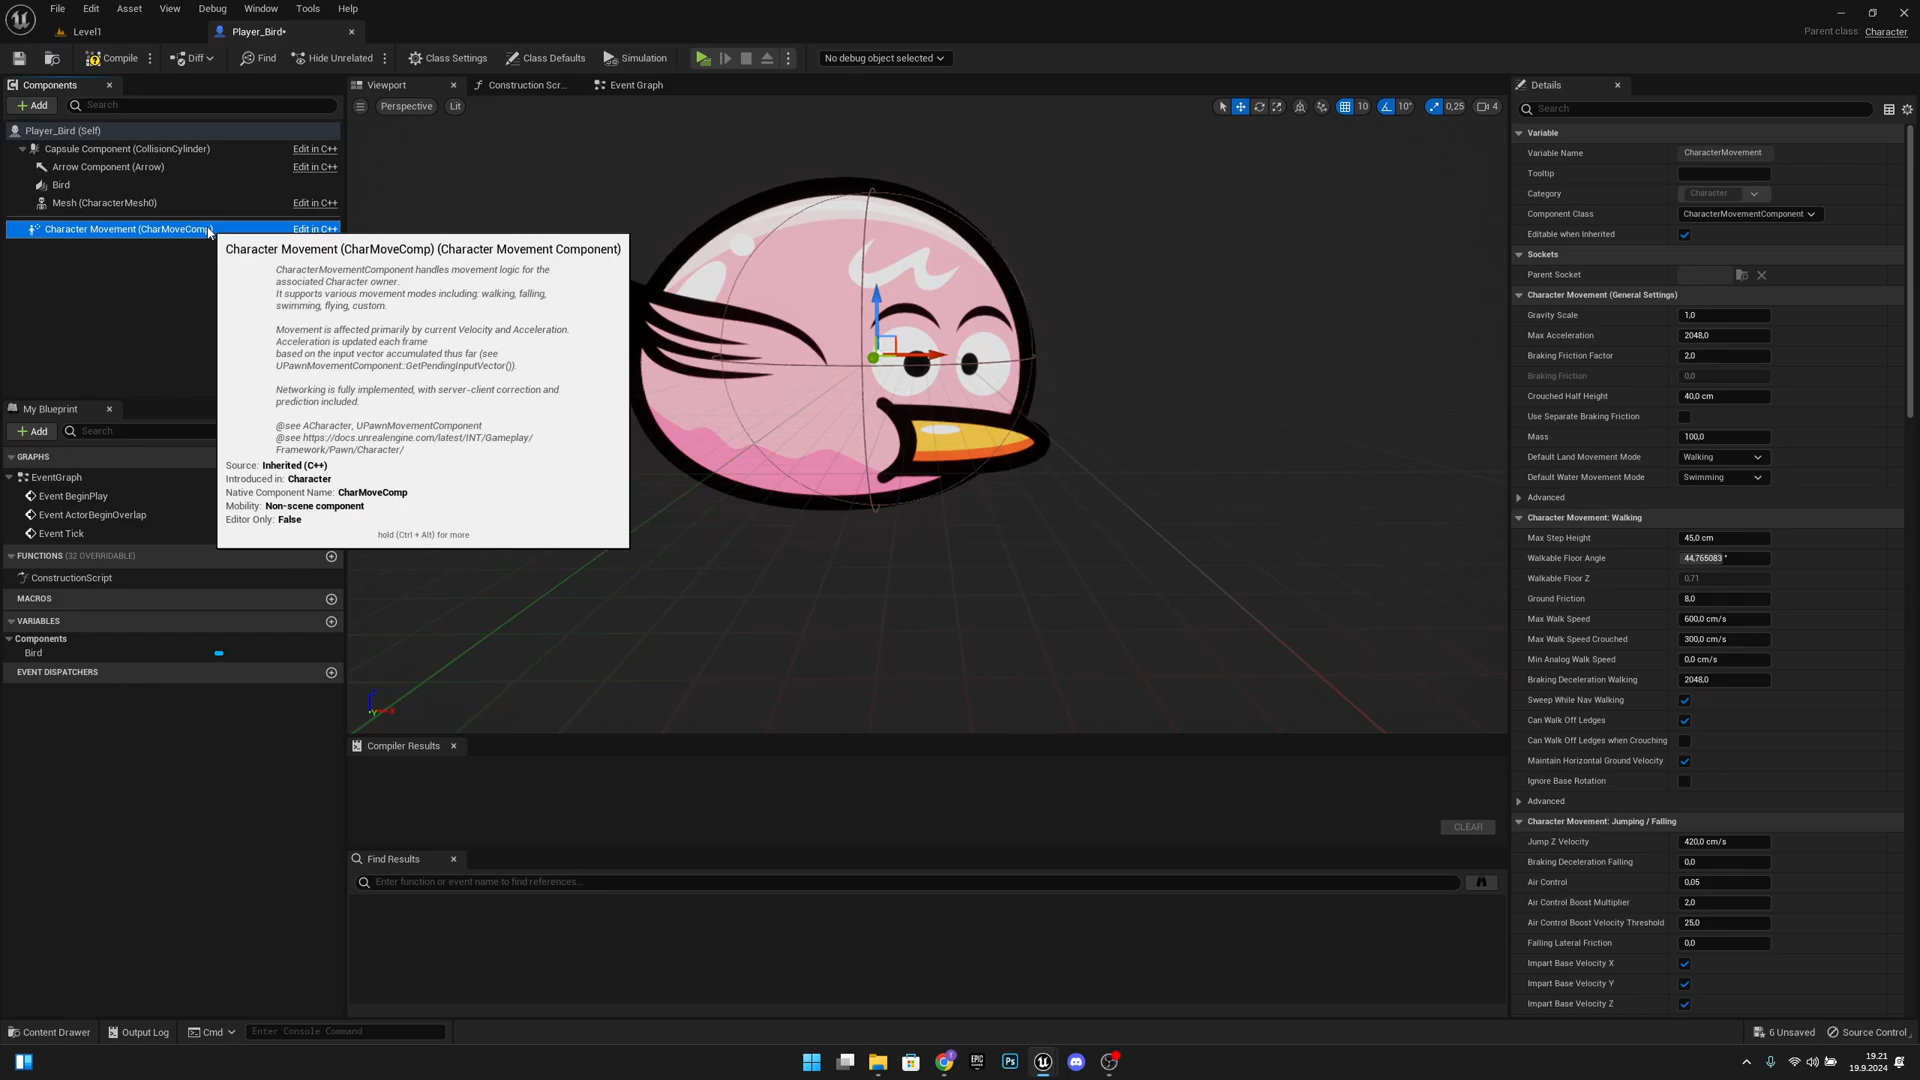 File Edit Asset View Debug Window Tools Help
Level1
Player_Bird•
Parent class: Character
Compile
Diff
Find
Hide Unrelated
Class Settings
Class Defaults
Simulation
No debug object selected
Components
Add
Search
Player_Bird (Self)
Capsule Component (CollisionCylinder) Edit in C++
Arrow Component (Arrow) Edit in C++
Bird
Mesh (CharacterMesh0) Edit in C++
Character Movement (CharMoveComp) Edit in C++
My Blueprint
Add
Search
GRAPHS
EventGraph
Event BeginPlay
Event ActorBeginOverlap
Event Tick
FUNCTIONS (32 OVERRIDABLE)
ConstructionScript
MACROS
VARIABLES
Components
Bird
EVENT DISPATCHERS
Viewport
Construction Scr...
Event Graph
Perspective
Lit
10
10°
0,25
4
Character Movement (CharMoveComp) (Character Movement Component)
CharacterMovementComponent handles movement logic for the
associated Character owner.
It supports various movement modes including: walking, falling,
swimming, flying, custom.
Movement is affected primarily by current Velocity and Acceleration.
Acceleration is updated each frame
based on the input vector accumulated thus far (see
UPawnMovementComponent::GetPendingInputVector()).
Networking is fully implemented, with server-client correction and
prediction included.
@see ACharacter, UPawnMovementComponent
@see https://docs.unrealengine.com/latest/INT/Gameplay/
Framework/Pawn/Character/
Source: Inherited (C++)
Introduced in: Character
Native Component Name: CharMoveComp
Mobility: Non-scene component
Editor Only: False
hold (Ctrl + Alt) for more
Z
Y
X
Compiler Results
CLEAR
Find Results
Enter function or event name to find references...
Details
Search
Variable
Variable Name CharacterMovement
Tooltip
Category Character
Component Class CharacterMovementComponent
Editable when Inherited
Sockets
Parent Socket
Character Movement (General Settings)
Gravity Scale 1,0
Max Acceleration 2048,0
Braking Friction Factor 2,0
Braking Friction 0,0
Crouched Half Height 40,0 cm
Use Separate Braking Friction
Mass 100,0
Default Land Movement Mode Walking
Default Water Movement Mode Swimming
Advanced
Character Movement: Walking
Max Step Height 45,0 cm
Walkable Floor Angle 44,765083 °
Walkable Floor Z 0,71
Ground Friction 8,0
Max Walk Speed 600,0 cm/s
Max Walk Speed Crouched 300,0 cm/s
Min Analog Walk Speed 0,0 cm/s
Braking Deceleration Walking 2048,0
Sweep While Nav Walking
Can Walk Off Ledges
Can Walk Off Ledges when Crouching
Maintain Horizontal Ground Velocity
Ignore Base Rotation
Advanced
Character Movement: Jumping / Falling
Jump Z Velocity 420,0 cm/s
Braking Deceleration Falling 0,0
Air Control 0,05
Air Control Boost Multiplier 2,0
Air Control Boost Velocity Threshold 25,0
Falling Lateral Friction 0,0
Impart Base Velocity X
Impart Base Velocity Y
Impart Base Velocity Z
Content Drawer
Output Log
Cmd
Enter Console Command
6 Unsaved
Source Control
Ps
19.21
19.9.2024